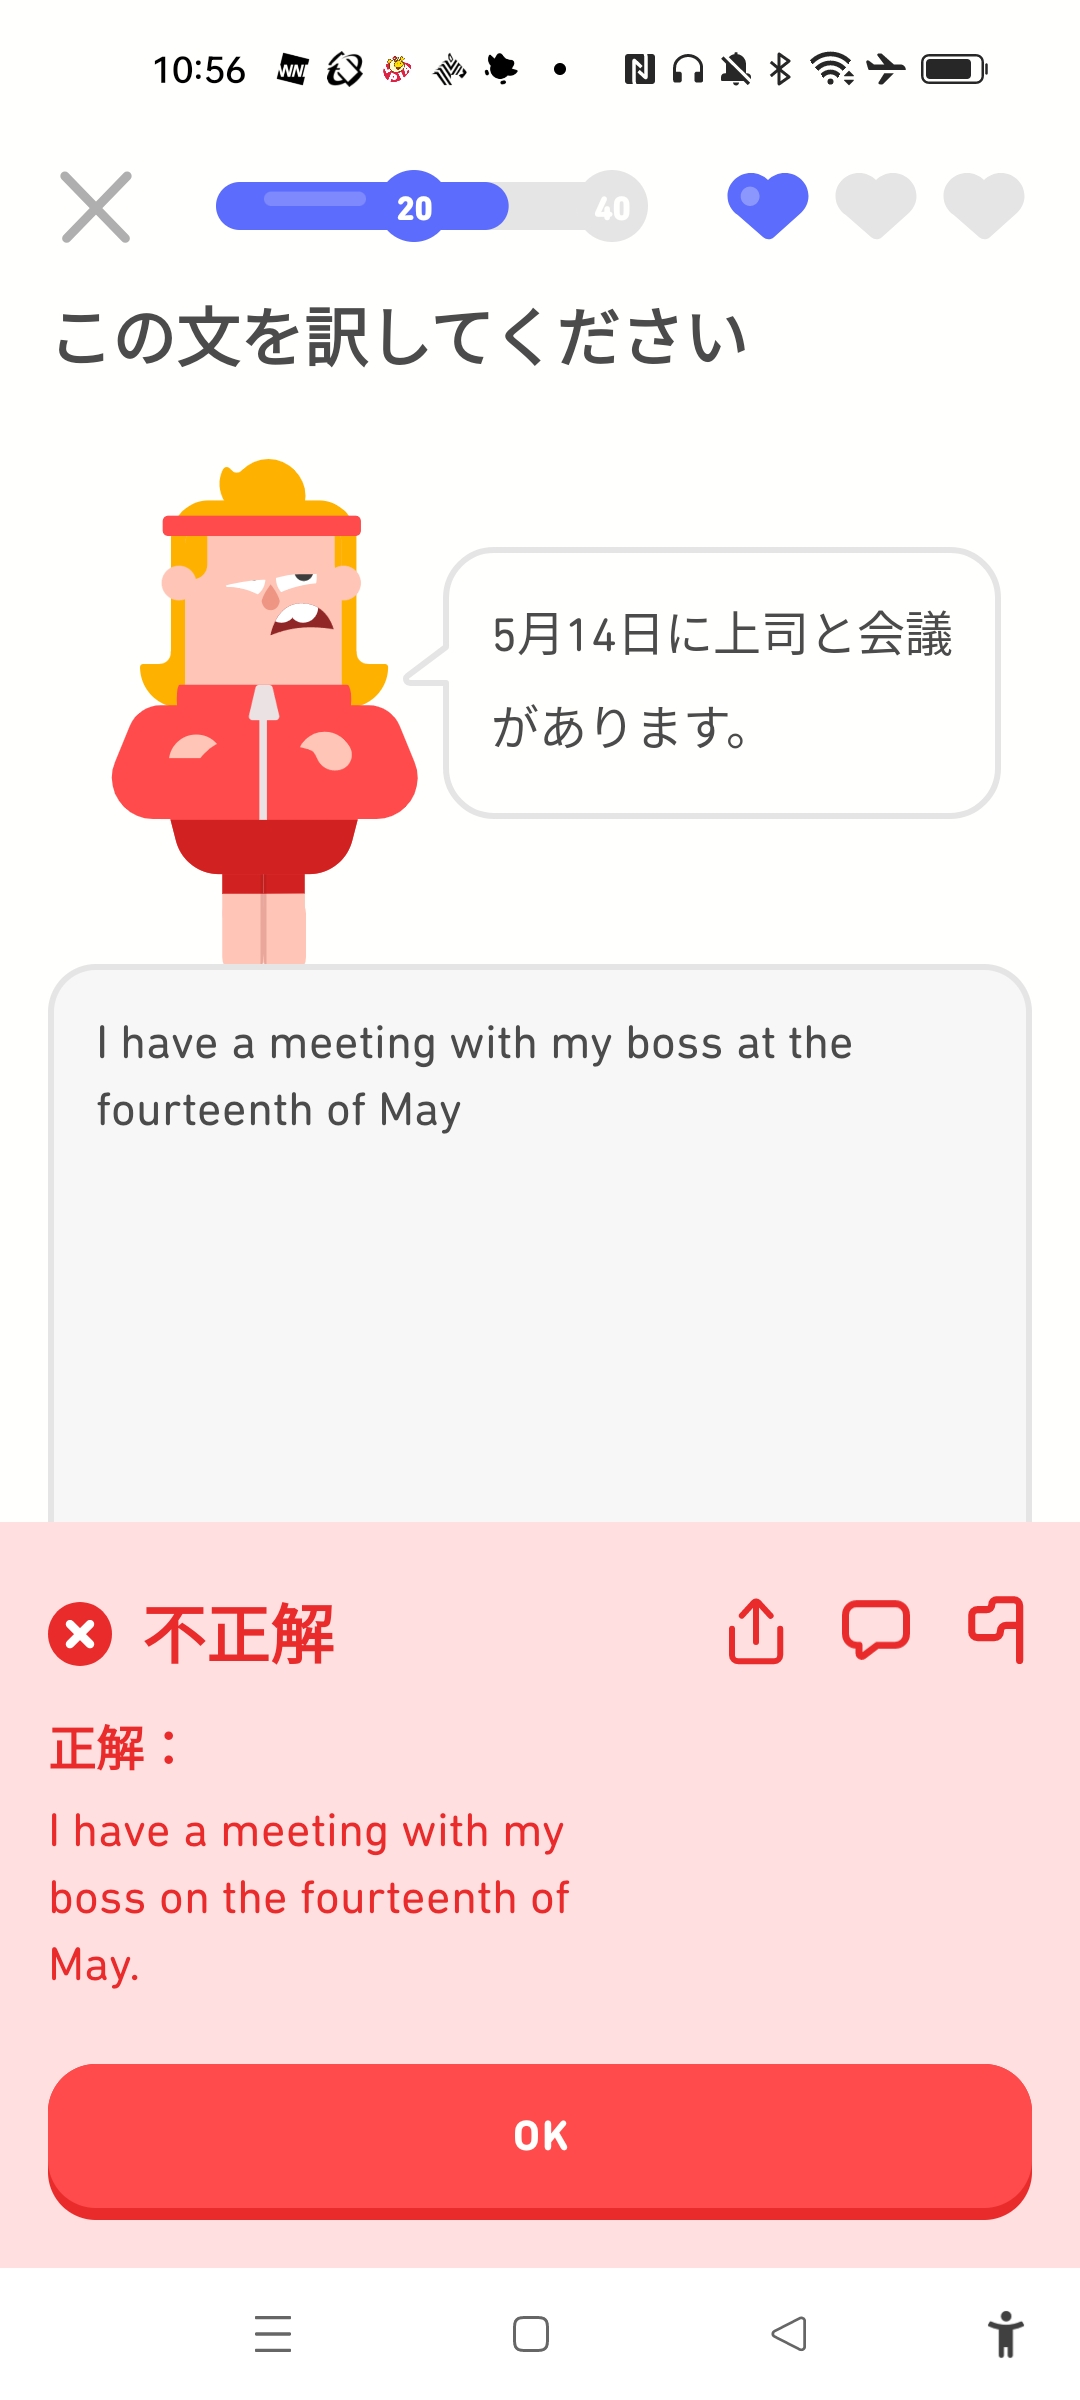 10:56
20
40
この文を訳してください
5月14日に上司と会議
があります。
I have a meeting with my boss at the
fourteenth of May
不正解
正解：
I have a meeting with my
boss on the fourteenth of
May.
OK